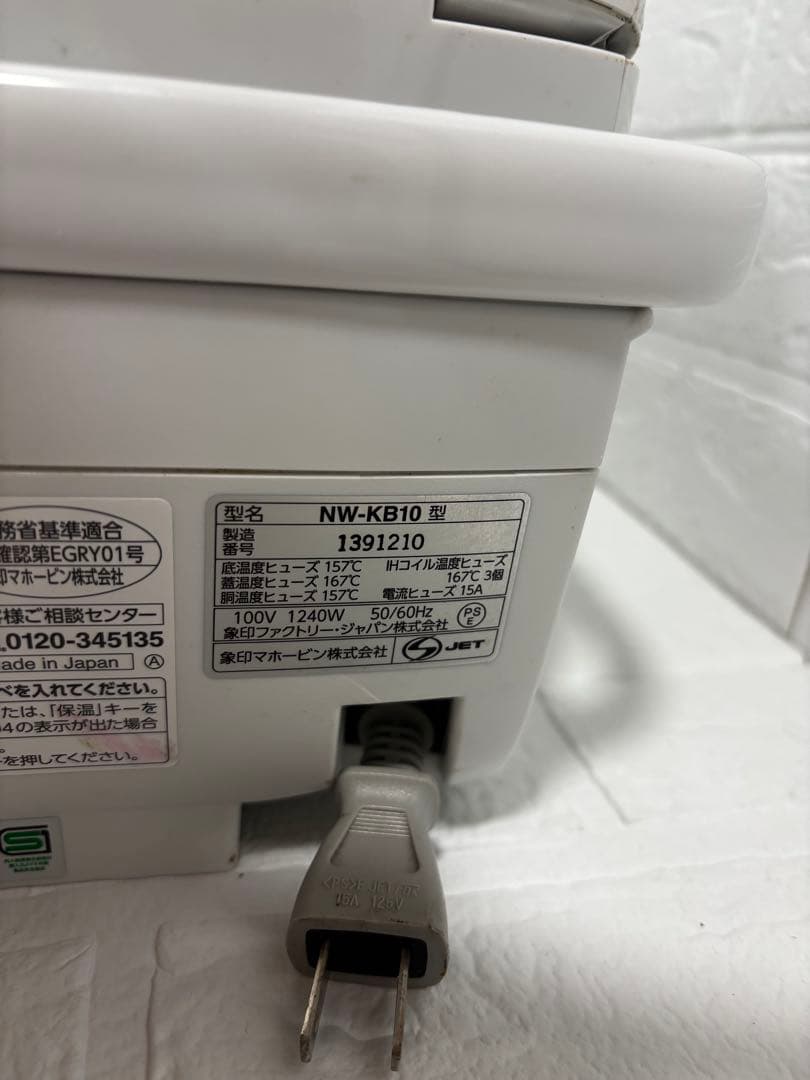 務省基準適合
確認第EGRY01号
印マホービン株式会社
様ご相談センター
0120-345135
ade in Japan Ⓐ
べを入れてください。
たは、「保温」キーを
4の表示が出た場合
。
を押してください。
型名 NW-KB10 型
製造番号 1391210
底温度ヒューズ 157℃ IHコイル温度ヒューズ
蓋温度ヒューズ 167℃ 167℃ 3個
胴温度ヒューズ 157℃ 電流ヒューズ 15A
100V 1240W 50/60Hz PSE
象印ファクトリー・ジャパン株式会社
象印マホービン株式会社 JET
15A 125V